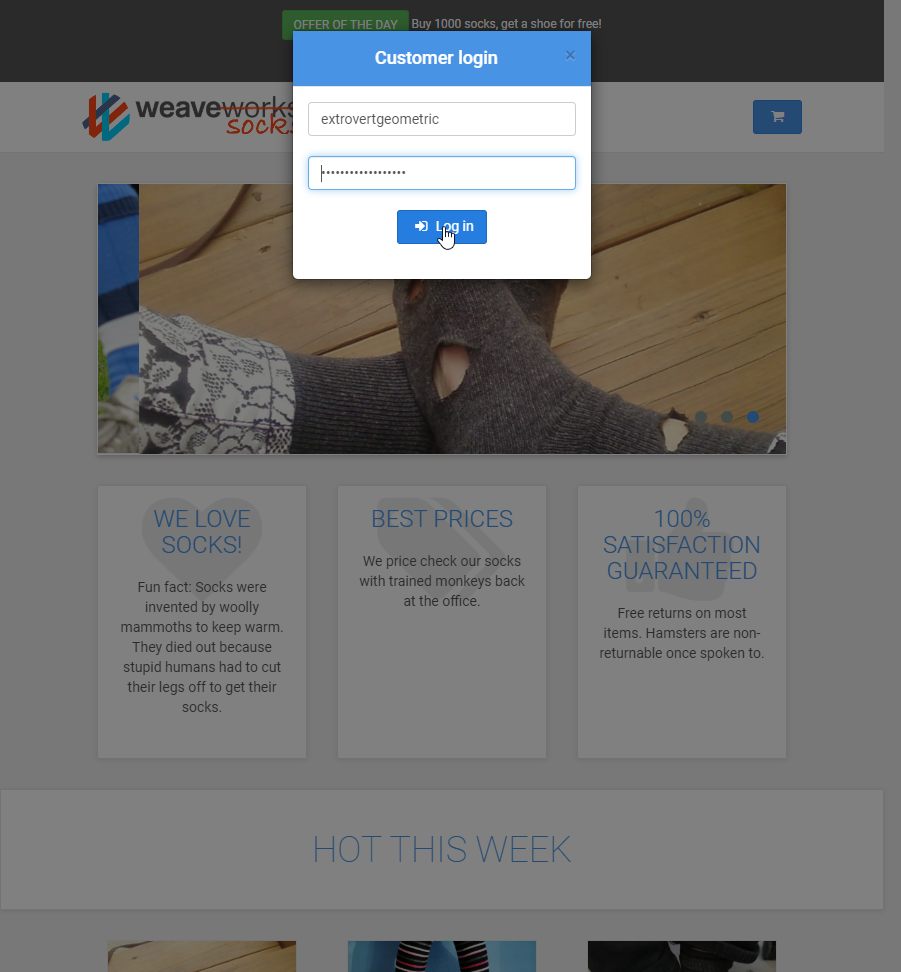 OFFER OF THE DAY Buy 1000 socks, get a shoe for free!
Customer login ×
weaveworks
socks
extrovertgeometric
••••••••••••••••••
Log in
WE LOVE
SOCKS!
Fun fact: Socks were
invented by woolly
mammoths to keep warm.
They died out because
stupid humans had to cut
their legs off to get their
socks.
BEST PRICES
We price check our socks
with trained monkeys back
at the office.
100%
SATISFACTION
GUARANTEED
Free returns on most
items. Hamsters are non-
returnable once spoken to.
HOT THIS WEEK